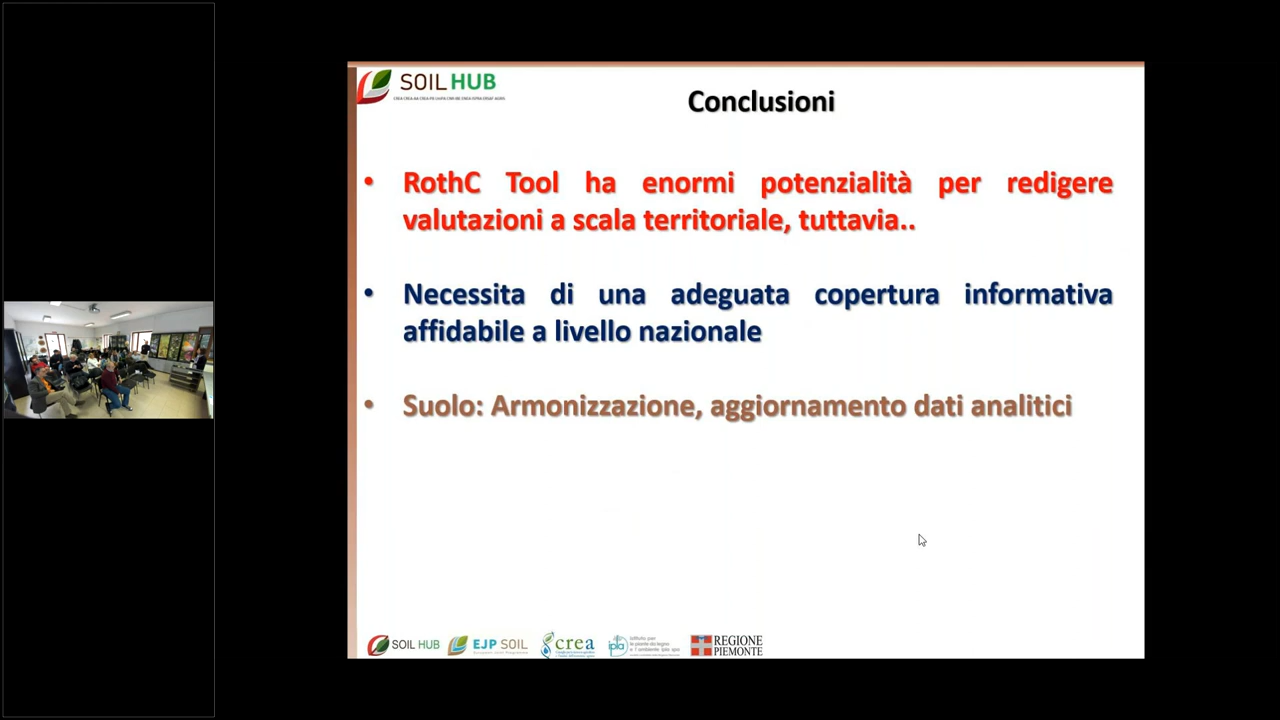 SOIL HUB
Conclusioni
• RothC Tool ha enormi potenzialità per redigere
valutazioni a scala territoriale, tuttavia..
• Necessita di una adeguata copertura informativa
affidabile a livello nazionale
• Suolo: Armonizzazione, aggiornamento dati analitici
SOIL HUB
EJP SOIL
crea
ipla
REGIONE
PIEMONTE